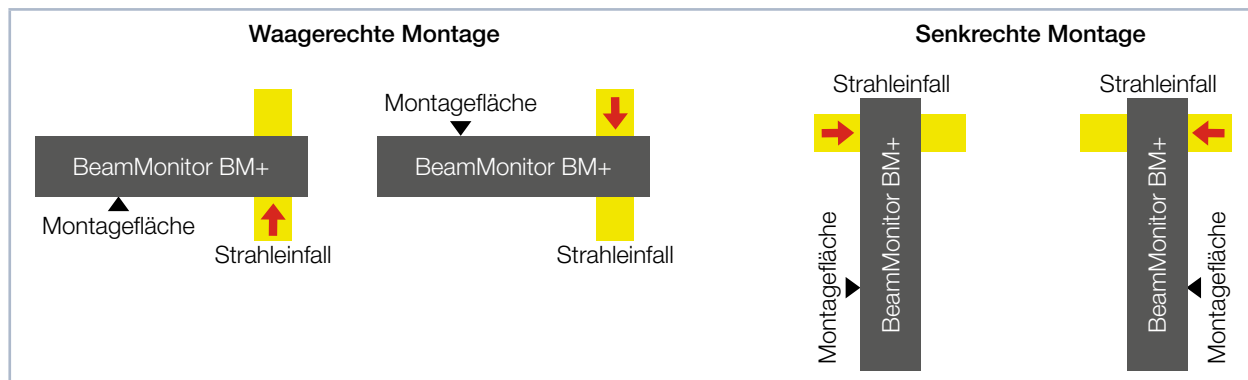 Waagerechte Montage
Montagefläche
BeamMonitor BM+
Montagefläche
BeamMonitor BM+
Strahleinfall
Strahleinfall
Senkrechte Montage
Strahleinfall
BeamMonitor BM+
Montagefläche
Strahleinfall
BeamMonitor BM+
Montagefläche